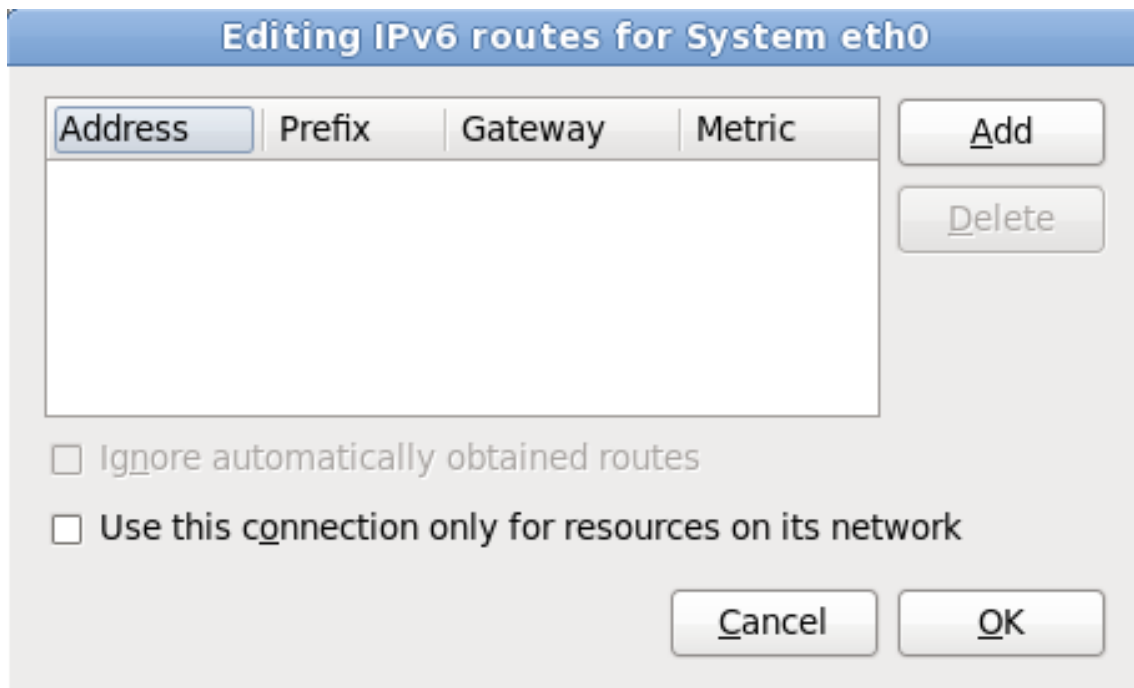 Editing IPv6 routes for System eth0
Address Prefix Gateway Metric
Add
Delete
Ignore automatically obtained routes
Use this connection only for resources on its network
Cancel OK